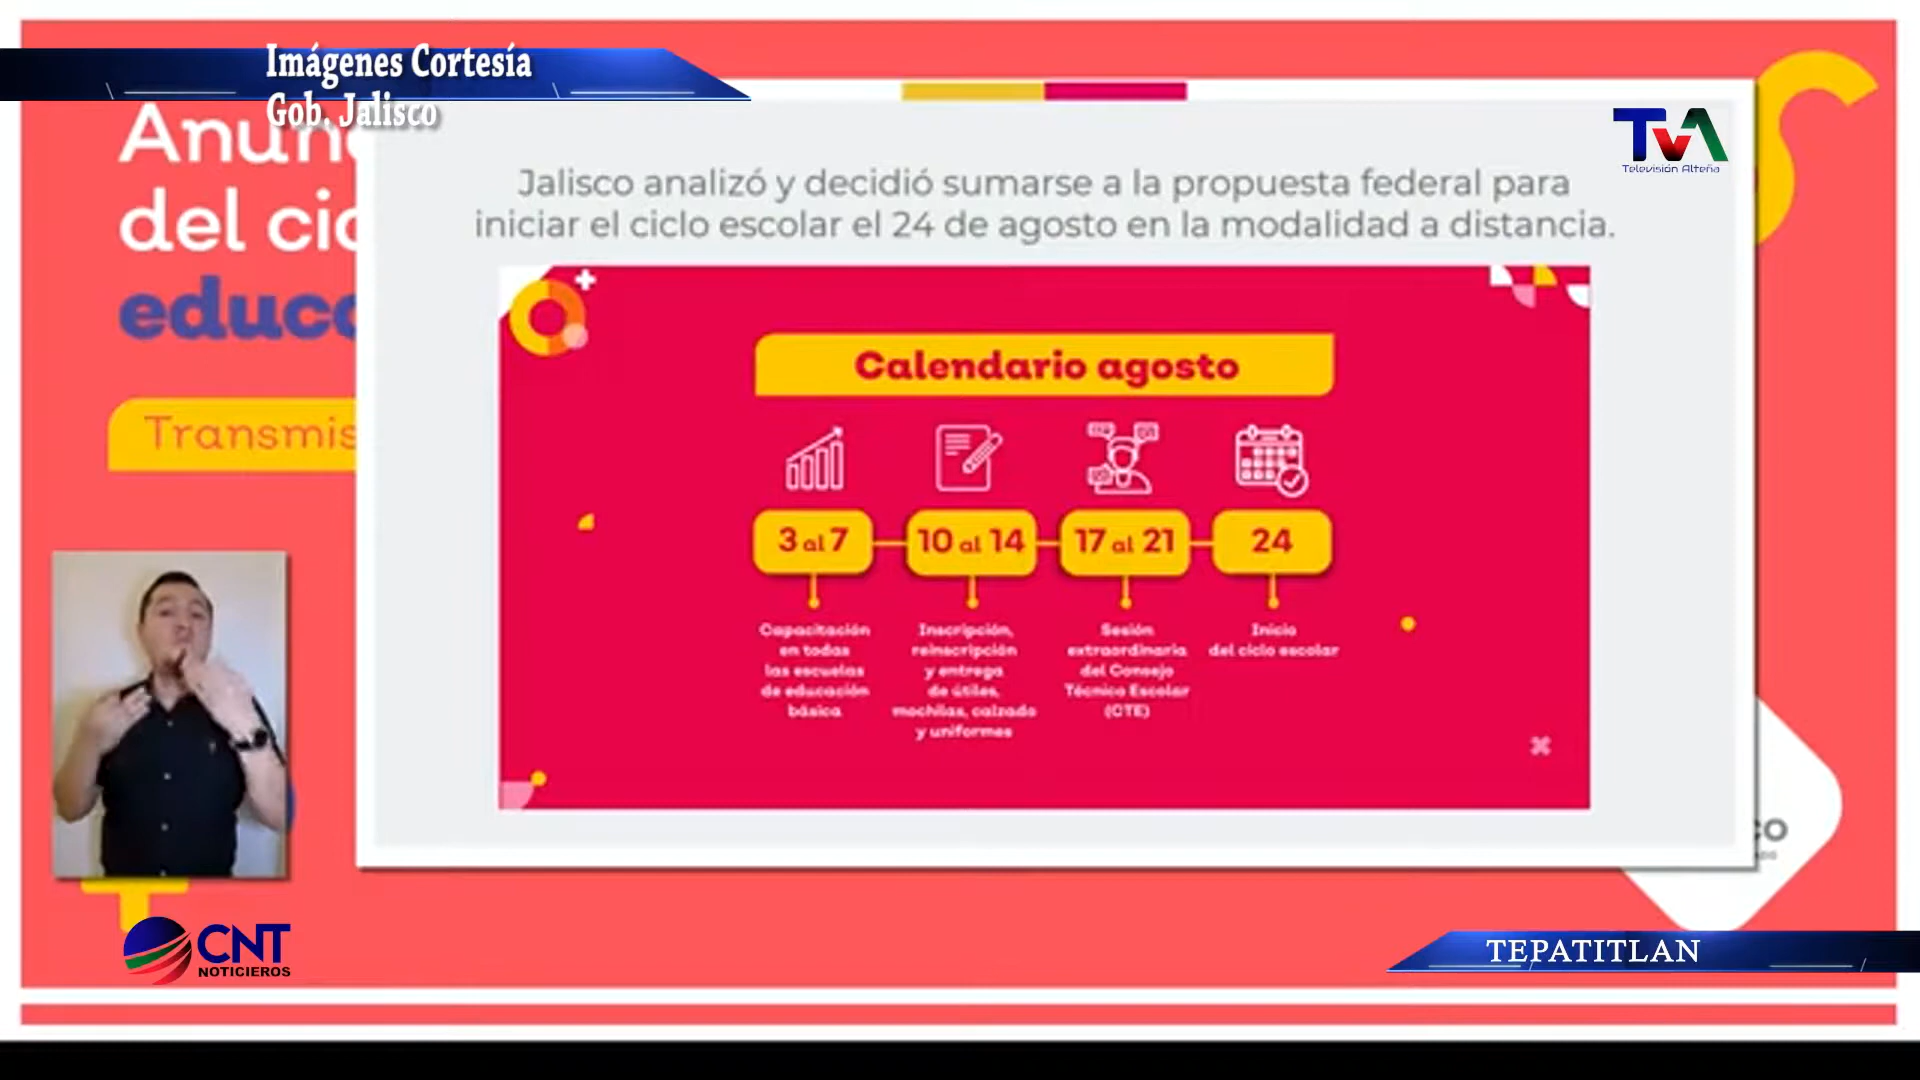 Imágenes Cortesía
Gob. Jalisco
TvA
Televisión Alteña
Jalisco analizó y decidió sumarse a la propuesta federal para
iniciar el ciclo escolar el 24 de agosto en la modalidad a distancia.
Calendario agosto
3 al 7
Capacitación
en todas
las escuelas
de educación
básica
10 al 14
Inscripción,
reinscripción
y entrega
de útiles,
mochilas, calzado
y uniformes
17 al 21
Sesión
extraordinaria
del Consejo
Técnico Escolar
(CTE)
24
Inicio
del ciclo escolar
Anun
del cic
educa
Transmis
CNT
NOTICIEROS
TEPATITLAN